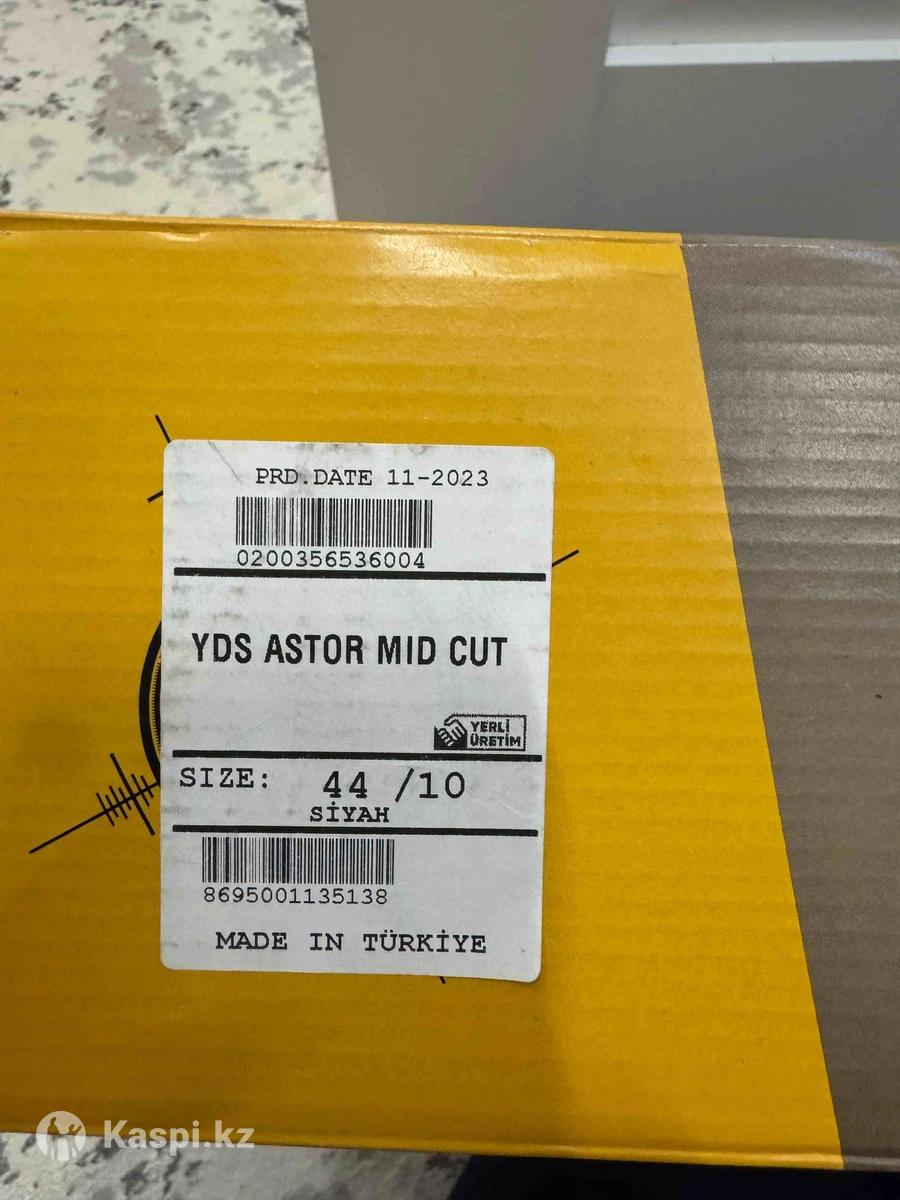 PRD.DATE 11-2023
0200356536004
YDS ASTOR MID CUT
YERLİ
ÜRETİM
SIZE: 44 /10
SİYAH
8695001135138
MADE IN TÜRKİYE
Kaspi.kz